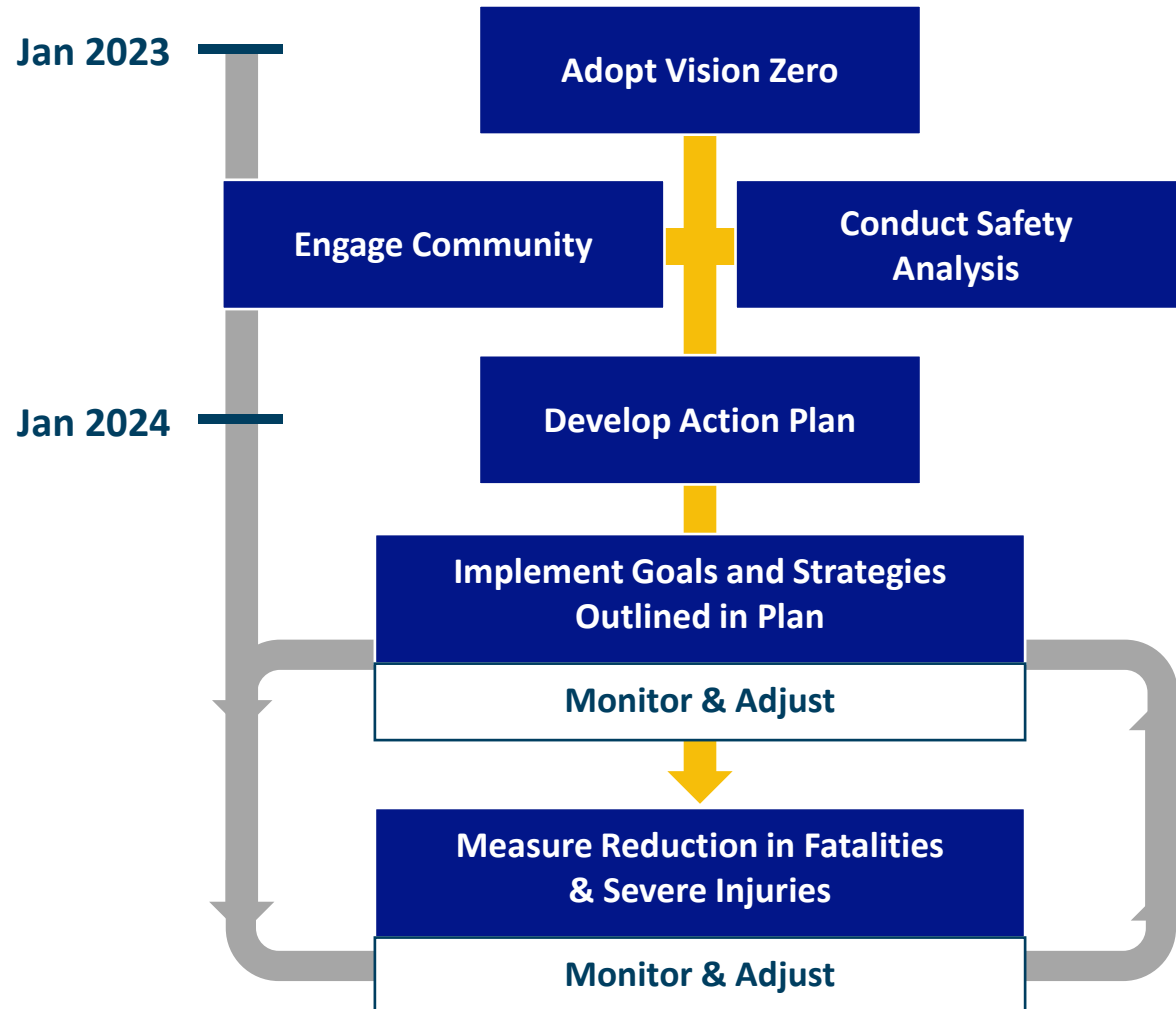 Jan 2023
Adopt Vision Zero
Engage Community
Conduct Safety
Analysis
Jan 2024
Develop Action Plan
Implement Goals and Strategies
Outlined in Plan
Monitor & Adjust
Measure Reduction in Fatalities
& Severe Injuries
Monitor & Adjust